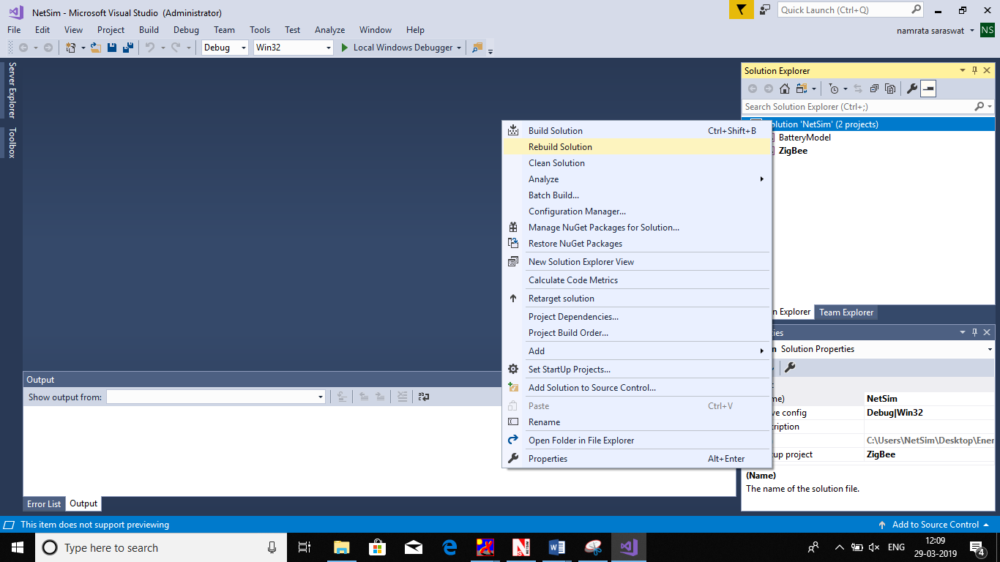 NetSim - Microsoft Visual Studio (Administrator)
Quick Launch (Ctrl+Q)
File Edit View Project Build Debug Team Tools Test Analyze Window Help
namrata saraswat NS
Debug Win32 Local Windows Debugger
Server Explorer
Toolbox
Solution Explorer
Search Solution Explorer (Ctrl+;)
olution 'NetSim' (2 projects)
BatteryModel
ZigBee
Build Solution Ctrl+Shift+B
Rebuild Solution
Clean Solution
Analyze
Batch Build...
Configuration Manager...
Manage NuGet Packages for Solution...
Restore NuGet Packages
New Solution Explorer View
Calculate Code Metrics
Retarget solution
Project Dependencies...
Project Build Order...
Add
Set StartUp Projects...
Add Solution to Source Control...
Paste Ctrl+V
Rename
Open Folder in File Explorer
Properties Alt+Enter
n Explorer Team Explorer
ies
n Solution Properties
me) NetSim
ve config Debug|Win32
cription
C:\Users\NetSim\Desktop\Ener
up project ZigBee
(Name)
The name of the solution file.
Output
Show output from:
Error List Output
This item does not support previewing
Add to Source Control
Type here to search
ENG
12:09
29-03-2019
4